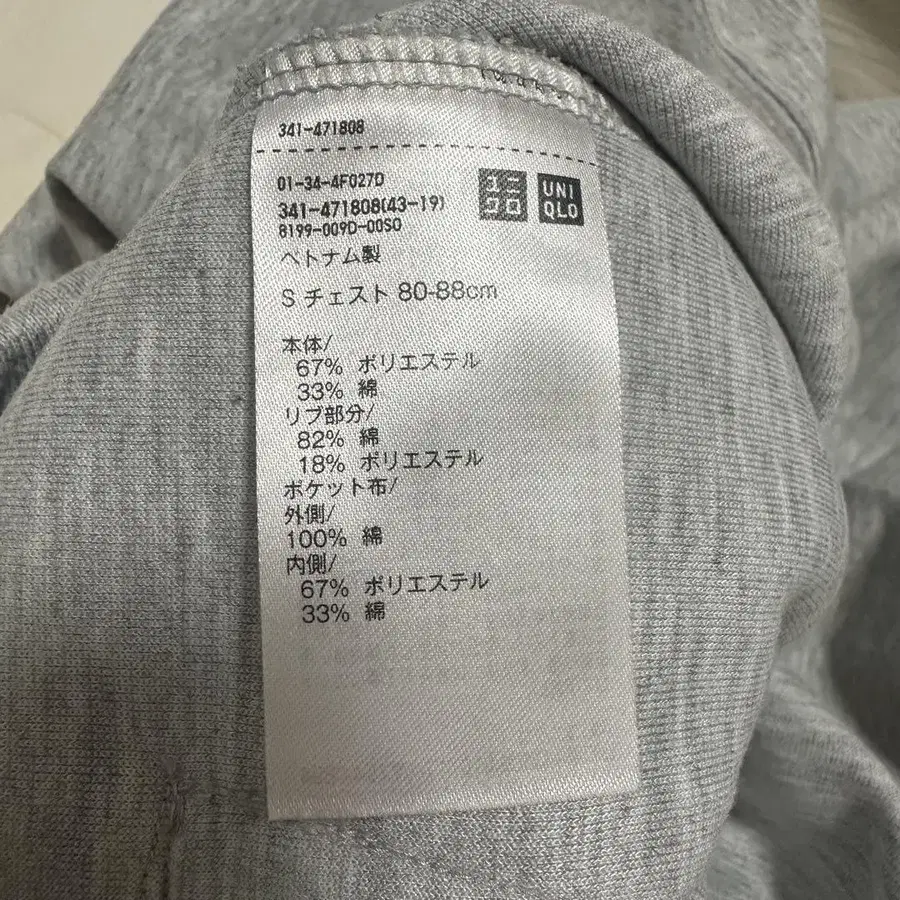 341-471808
01-34-4F027D
341-471808(43-19)
8199-009D-00S0
ユニ
クロ
UNI
QLO
ベトナム製
S チェスト 80-88cm
本体/
67% ポリエステル
33% 綿
リブ部分/
82% 綿
18% ポリエステル
ポケット布/
外側/
100% 綿
内側/
67% ポリエステル
33% 綿